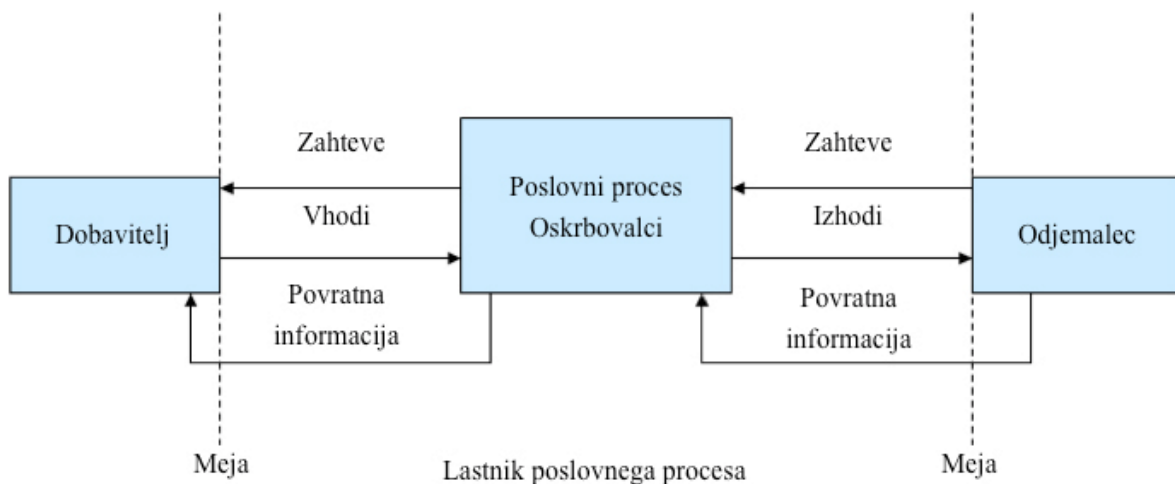 Zahteve
Zahteve
Poslovni proces
Oskrbovalci
Dobavitelj
Vhodi
Izhodi
Odjemalec
Povratna
informacija
Povratna
informacija
Meja
Lastnik poslovnega procesa
Meja